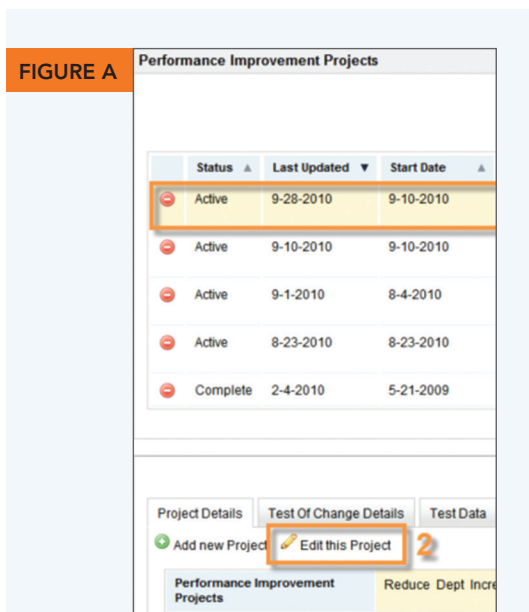 FIGURE A
Performance Improvement Projects
Status Last Updated Start Date
Active 9-28-2010 9-10-2010
Active 9-10-2010 9-10-2010
Active 9-1-2010 8-4-2010
Active 8-23-2010 8-23-2010
Complete 2-4-2010 5-21-2009
Project Details Test Of Change Details Test Data
Add new Project Edit this Project 2
Performance Improvement Reduce Dept Incre
Projects